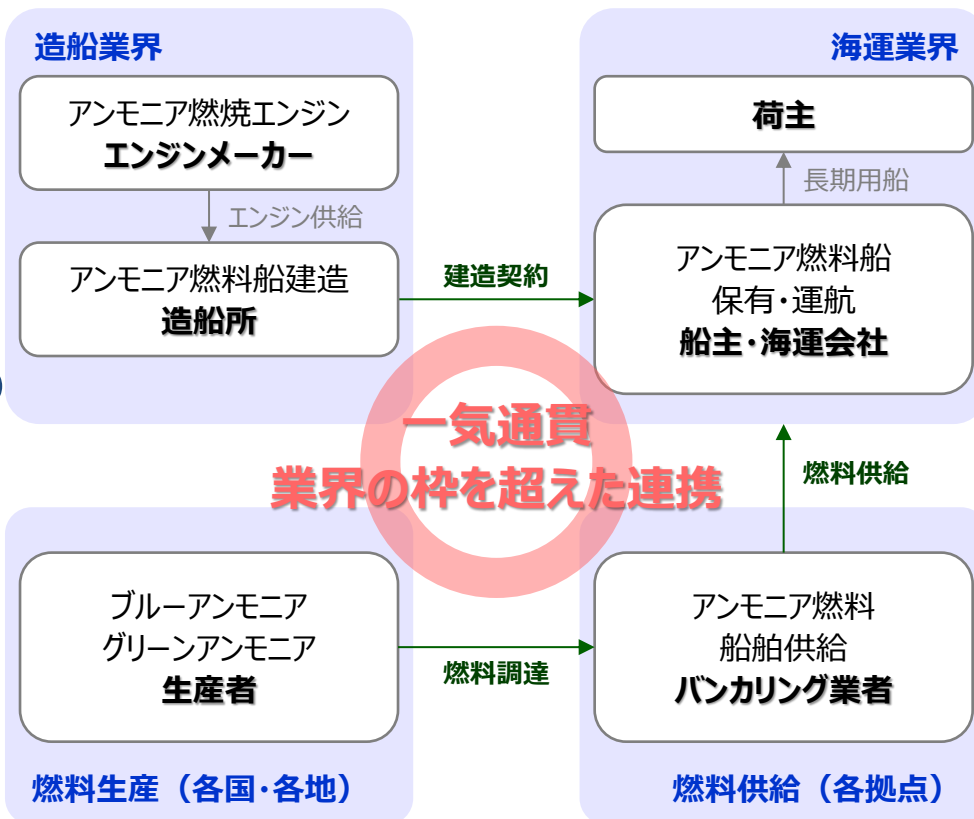 造船業界
アンモニア燃焼エンジン
エンジンメーカー
エンジン供給
アンモニア燃料船建造
造船所
建造契約
海運業界
荷主
長期用船
アンモニア燃料船
保有・運航
船主・海運会社
)
一気通貫
業界の枠を超えた連携
燃料供給
ブルーアンモニア
グリーンアンモニア
生産者
燃料調達
アンモニア燃料
船舶供給
バンカリング業者
燃料生産（各国・各地）
燃料供給（各拠点）